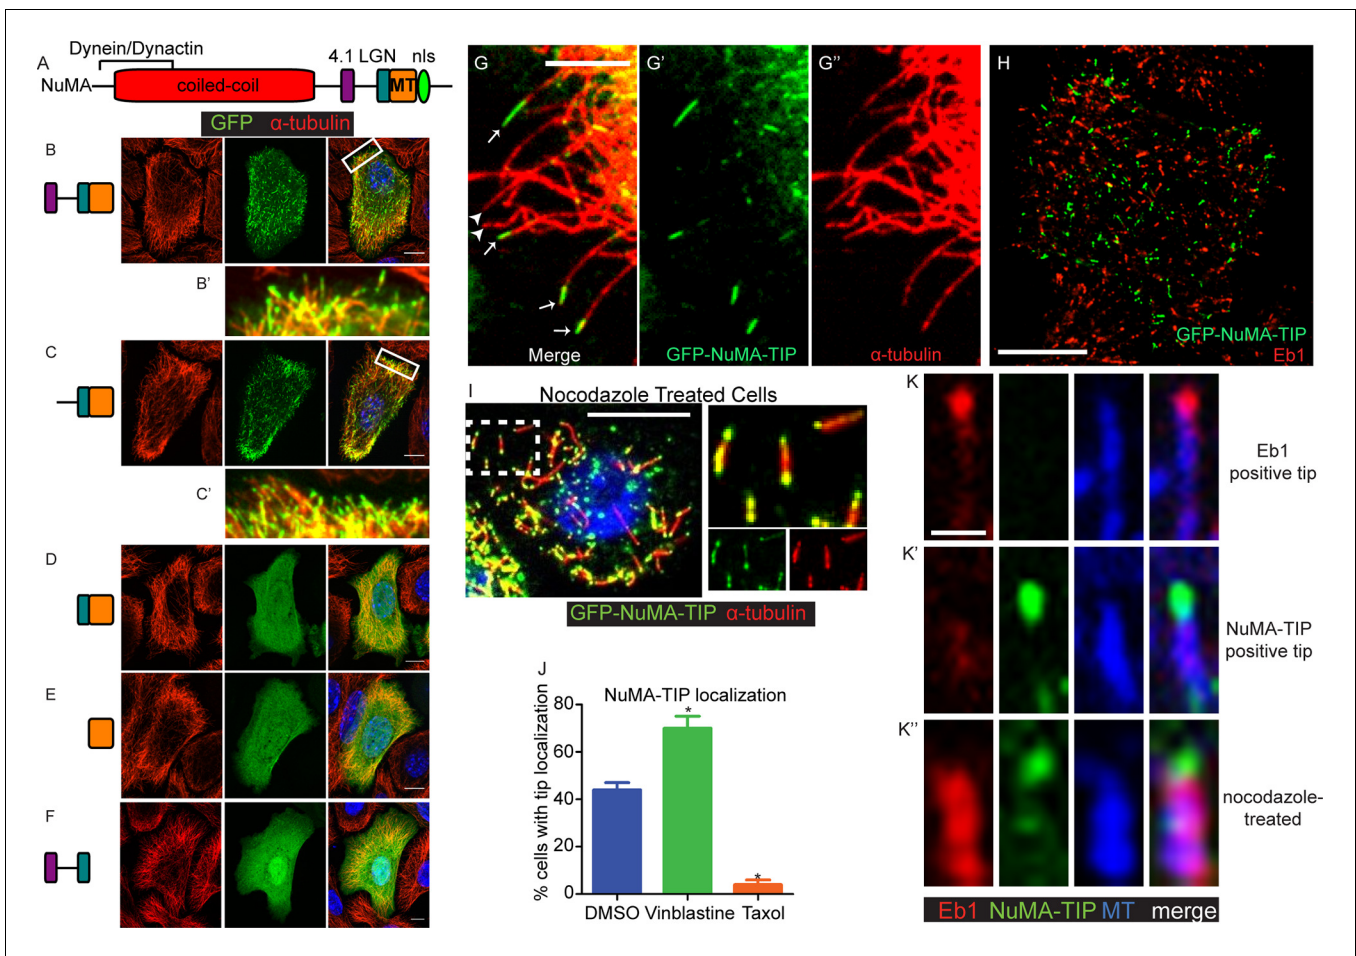 Dynein/Dynactin
4.1 LGN nls
A
NuMA
coiled-coil
MT
GFP α-tubulin
B
B'
C
C'
D
E
F
G
G'
G"
Merge
GFP-NuMA-TIP
α-tubulin
H
GFP-NuMA-TIP
Eb1
I
Nocodazole Treated Cells
GFP-NuMA-TIP α-tubulin
J
NuMA-TIP localization
% cells with tip localization
80
60
40
20
0
*
*
DMSO Vinblastine Taxol
K
Eb1
positive tip
K'
NuMA-TIP
positive tip
K"
nocodazole-
treated
Eb1 NuMA-TIP MT merge